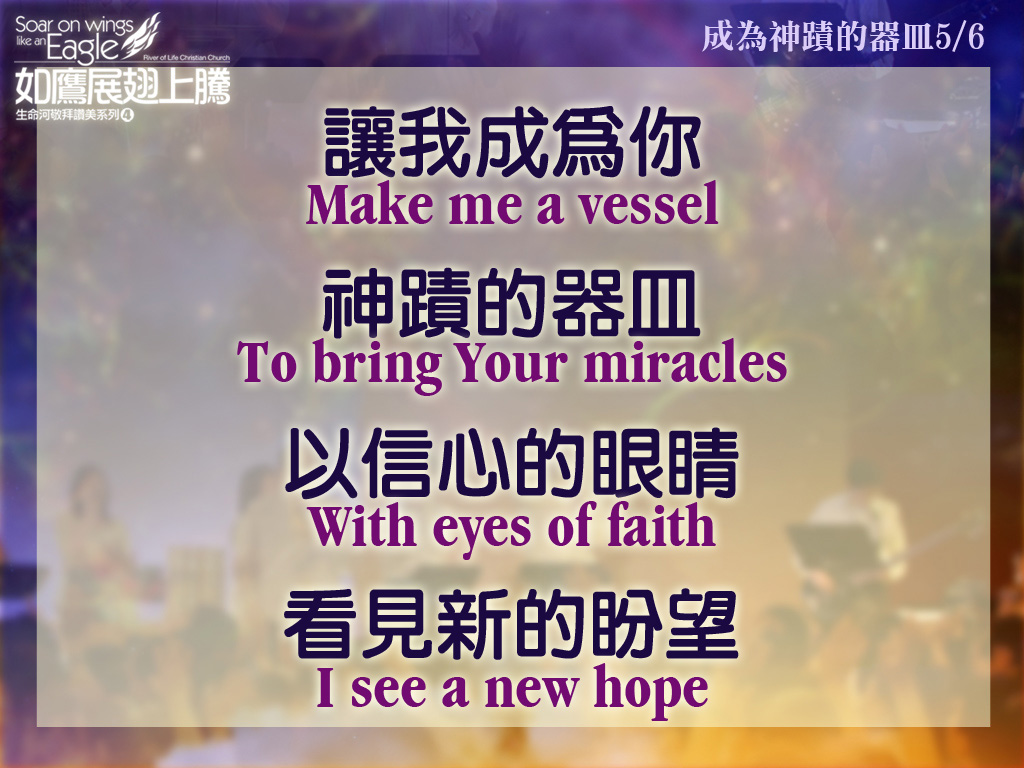 Soar on wings
like an Eagle
River of Life Christian Church
如鷹展翅上騰
生命河敬拜讚美系列4
成為神蹟的器皿5/6
讓我成爲你
Make me a vessel
神蹟的器皿
To bring Your miracles
以信心的眼睛
With eyes of faith
看見新的盼望
I see a new hope